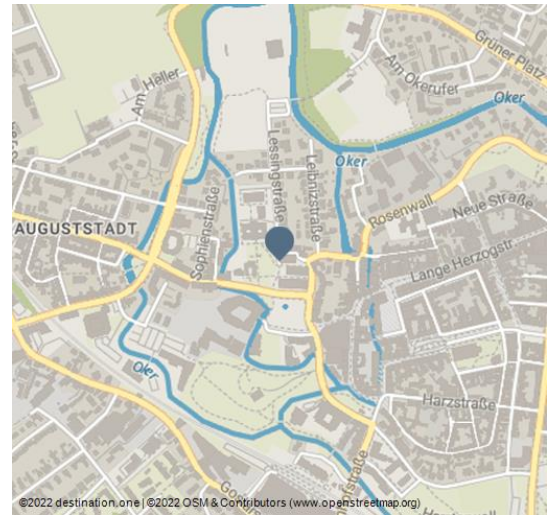 Grüner Platz
Am Okerufer
Am Heller
Oker
Oker
Lessingstraße
Leibnizstraße
Rosenwall
Neue Straße
Sophienstraße
AUGUSTSTADT
Lange Herzogstr.
Oker
Harzstraße
©2022 destination.one | ©2022 OSM & Contributors (www.openstreetmap.org)